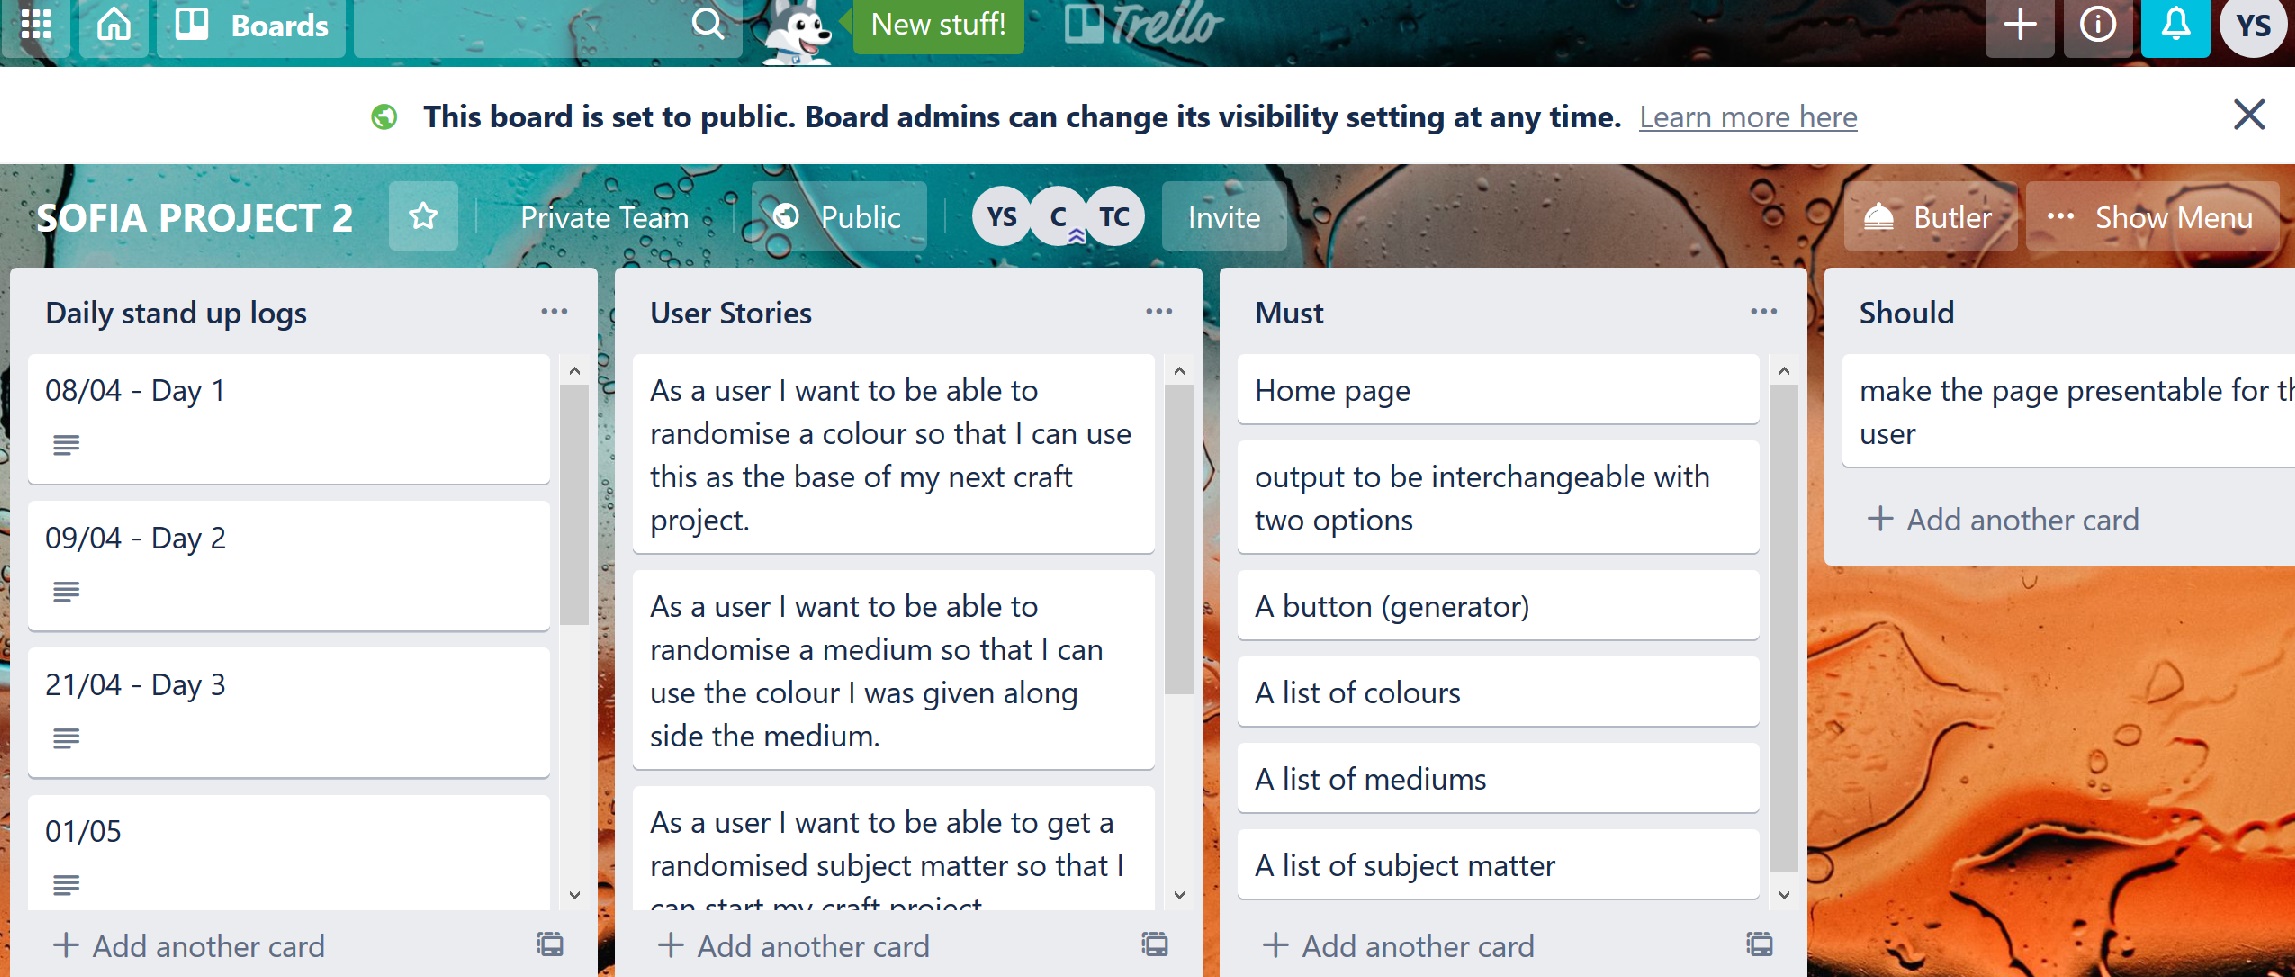 Boards
New stuff!
Trello
YS
This board is set to public. Board admins can change its visibility setting at any time. Learn more here
SOFIA PROJECT 2
Private Team
Public
YS
C
TC
Invite
Butler
Show Menu
Daily stand up logs
08/04 - Day 1
09/04 - Day 2
21/04 - Day 3
01/05
+ Add another card
User Stories
As a user I want to be able to
randomise a colour so that I can use
this as the base of my next craft
project.
As a user I want to be able to
randomise a medium so that I can
use the colour I was given along
side the medium.
As a user I want to be able to get a
randomised subject matter so that I
can start my craft project
+ Add another card
Must
Home page
output to be interchangeable with
two options
A button (generator)
A list of colours
A list of mediums
A list of subject matter
+ Add another card
Should
make the page presentable for th
user
+ Add another card